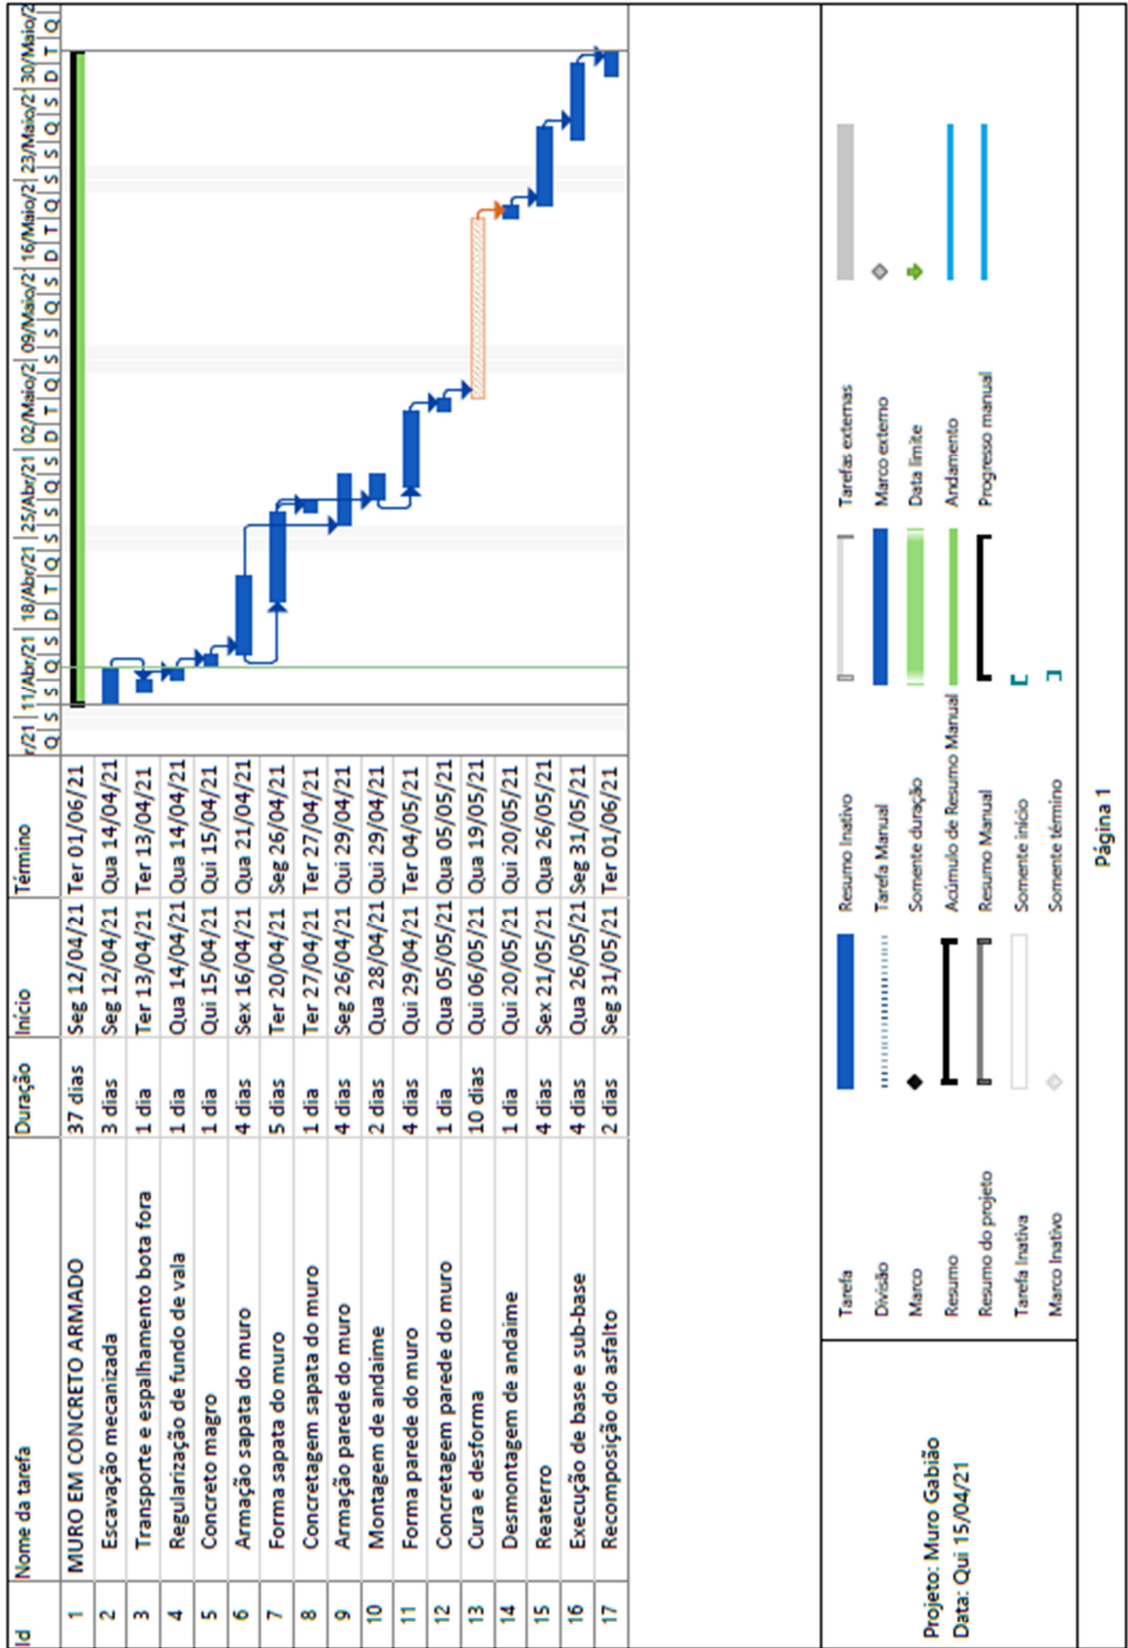 Id Nome da tarefa Duração Início Término
r/21 11/Abr/21 18/Abr/21 25/Abr/21 02/Maio/2 09/Maio/2 16/Maio/2 23/Maio/2 30/Maio/2
Q S S Q S D T Q S S Q S D T Q S S Q S D T Q S S Q S D T Q
1 MURO EM CONCRETO ARMADO 37 dias Seg 12/04/21 Ter 01/06/21
2 Escavação mecanizada 3 dias Seg 12/04/21 Qua 14/04/21
3 Transporte e espalhamento bota fora 1 dia Ter 13/04/21 Ter 13/04/21
4 Regularização de fundo de vala 1 dia Qua 14/04/21 Qua 14/04/21
5 Concreto magro 1 dia Qui 15/04/21 Qui 15/04/21
6 Armação sapata do muro 4 dias Sex 16/04/21 Qua 21/04/21
7 Forma sapata do muro 5 dias Ter 20/04/21 Seg 26/04/21
8 Concretagem sapata do muro 1 dia Ter 27/04/21 Ter 27/04/21
9 Armação parede do muro 4 dias Seg 26/04/21 Qui 29/04/21
10 Montagem de andaime 2 dias Qua 28/04/21 Qui 29/04/21
11 Forma parede do muro 4 dias Qui 29/04/21 Ter 04/05/21
12 Concretagem parede do muro 1 dia Qua 05/05/21 Qua 05/05/21
13 Cura e desforma 10 dias Qui 06/05/21 Qua 19/05/21
14 Desmontagem de andaime 1 dia Qui 20/05/21 Qui 20/05/21
15 Reaterro 4 dias Sex 21/05/21 Qua 26/05/21
16 Execução de base e sub-base 4 dias Qua 26/05/21 Seg 31/05/21
17 Recomposição do asfalto 2 dias Seg 31/05/21 Ter 01/06/21
Projeto: Muro Gabião
Data: Qui 15/04/21
Tarefa
Divisão
Marco
Resumo
Resumo do projeto
Tarefa Inativa
Marco Inativo
Resumo Inativo
Tarefa Manual
Somente duração
Acúmulo de Resumo Manual
Resumo Manual
Somente início
Somente término
Tarefas externas
Marco externo
Data limite
Andamento
Progresso manual
Página 1